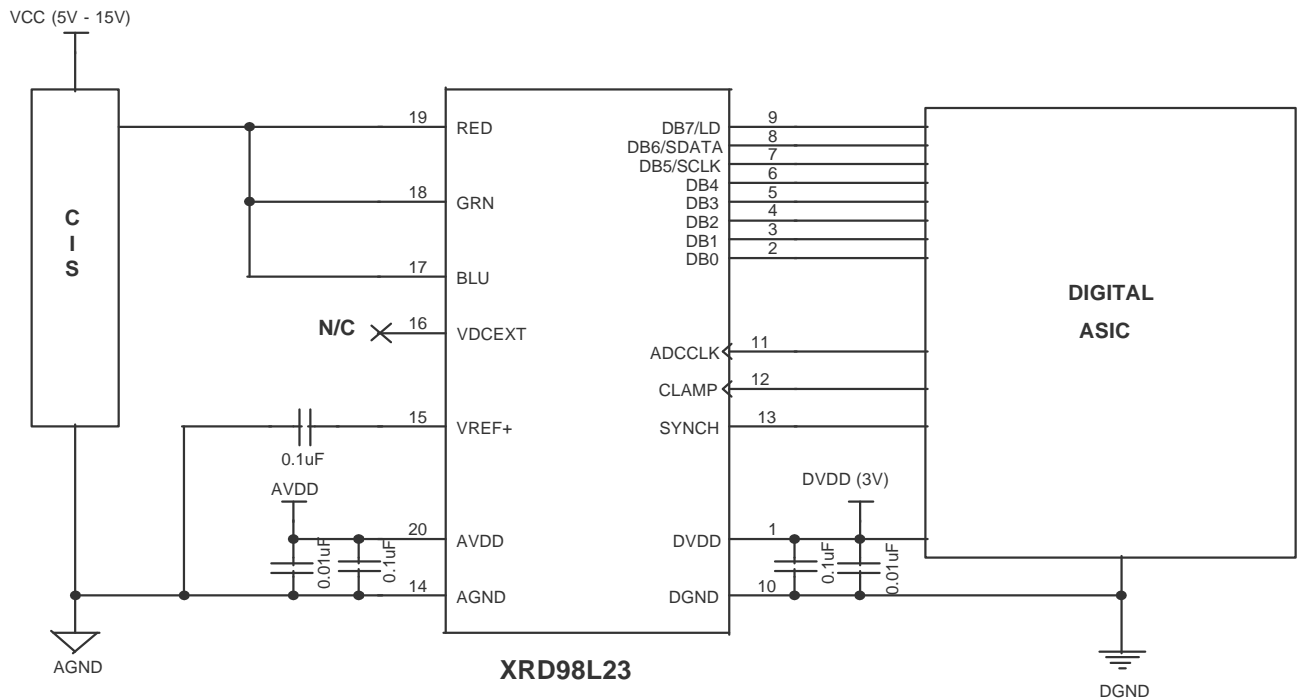 VCC (5V - 15V)
C
I
S
19
RED
18
GRN
17
BLU
N/C
16
VDCEXT
15
VREF+
0.1uF
AVDD
20
AVDD
0.01uF
0.1uF
14
AGND
AGND
DB7/LD
9
DB6/SDATA
8
DB5/SCLK
7
DB4
6
DB3
5
DB2
4
DB1
3
DB0
2
ADCCLK
11
CLAMP
12
SYNCH
13
DVDD (3V)
DVDD
1
0.1uF
0.01uF
DGND
10
DIGITAL
ASIC
DGND
XRD98L23